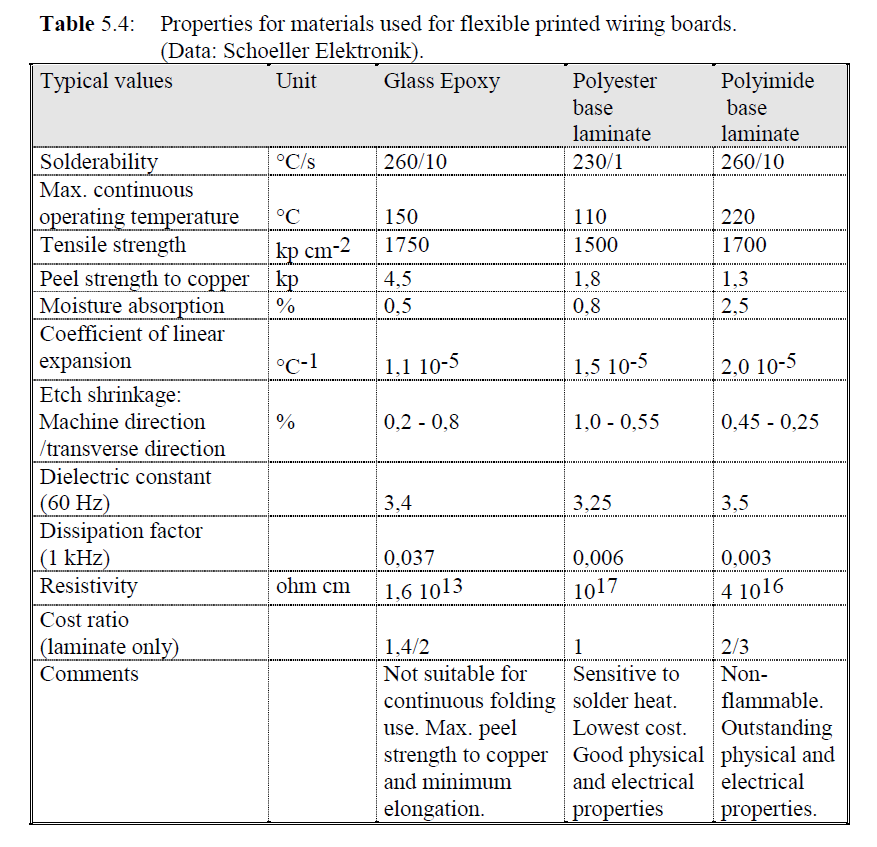 Table 5.4: Properties for materials used for flexible printed wiring boards.
(Data: Schoeller Elektronik).
Typical values Unit Glass Epoxy Polyester base laminate Polyimide base laminate
Solderability °C/s 260/10 230/1 260/10
Max. continuous
operating temperature °C 150 110 220
Tensile strength kp cm-2 1750 1500 1700
Peel strength to copper kp 4,5 1,8 1,3
Moisture absorption % 0,5 0,8 2,5
Coefficient of linear
expansion °C-1 1,1 10-5 1,5 10-5 2,0 10-5
Etch shrinkage:
Machine direction % 0,2 - 0,8 1,0 - 0,55 0,45 - 0,25
/transverse direction
Dielectric constant
(60 Hz) 3,4 3,25 3,5
Dissipation factor
(1 kHz) 0,037 0,006 0,003
Resistivity ohm cm 1,6 1013 1017 4 1016
Cost ratio
(laminate only) 1,4/2 1 2/3
Comments
Not suitable for
continuous folding
use. Max. peel
strength to copper
and minimum
elongation.
Sensitive to
solder heat.
Lowest cost.
Good physical
and electrical
properties
Non-
flammable.
Outstanding
physical and
electrical
properties.